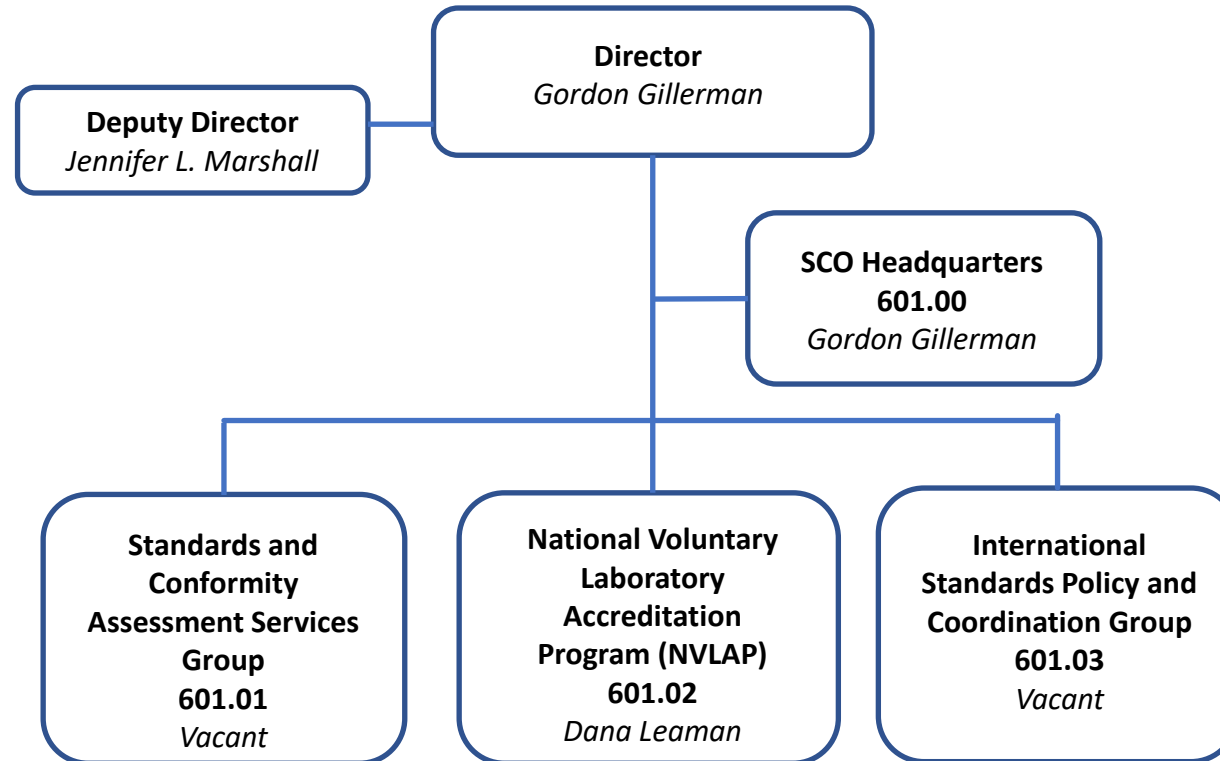 Director
Gordon Gillerman
Deputy Director
Jennifer L. Marshall
SCO Headquarters
601.00
Gordon Gillerman
Standards and
Conformity
Assessment Services
Group
601.01
Vacant
National Voluntary
Laboratory
Accreditation
Program (NVLAP)
601.02
Dana Leaman
International
Standards Policy and
Coordination Group
601.03
Vacant